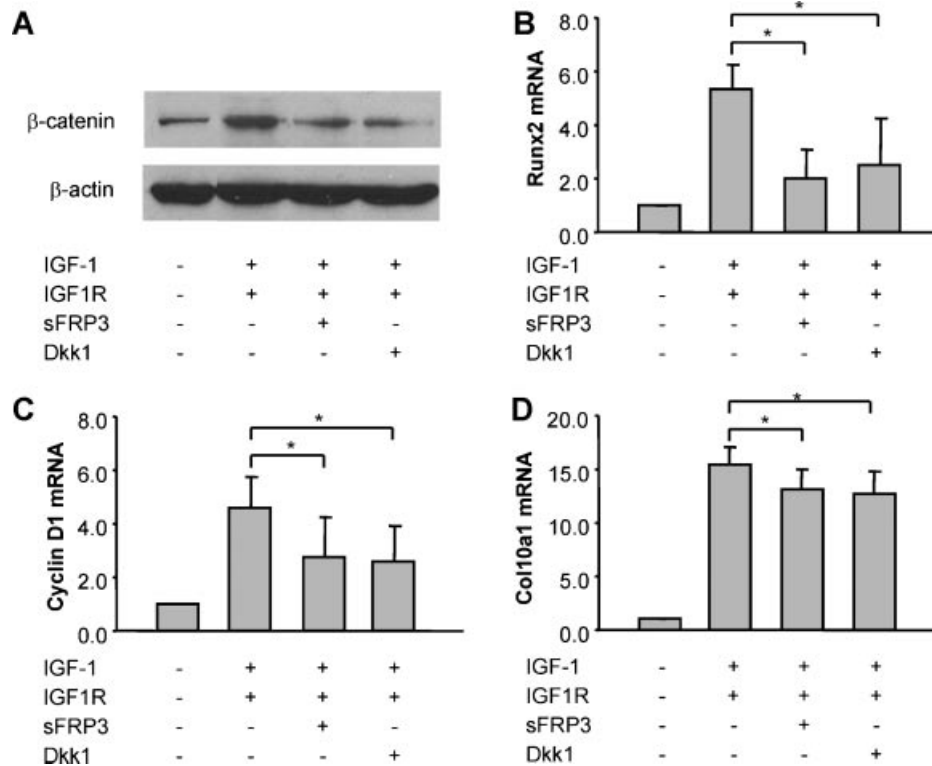 A
β-catenin
β-actin
IGF-1 - + + +
IGF1R - + + +
sFRP3 - - + -
Dkk1 - - - +
B
Runx2 mRNA
8.0
6.0
4.0
2.0
0.0
*
*
IGF-1 - + + +
IGF1R - + + +
sFRP3 - - + -
Dkk1 - - - +
C
Cyclin D1 mRNA
8.0
6.0
4.0
2.0
0.0
*
*
IGF-1 - + + +
IGF1R - + + +
sFRP3 - - + -
Dkk1 - - - +
D
Col10a1 mRNA
20.0
15.0
10.0
5.0
0.0
*
*
IGF-1 - + + +
IGF1R - + + +
sFRP3 - - + -
Dkk1 - - - +